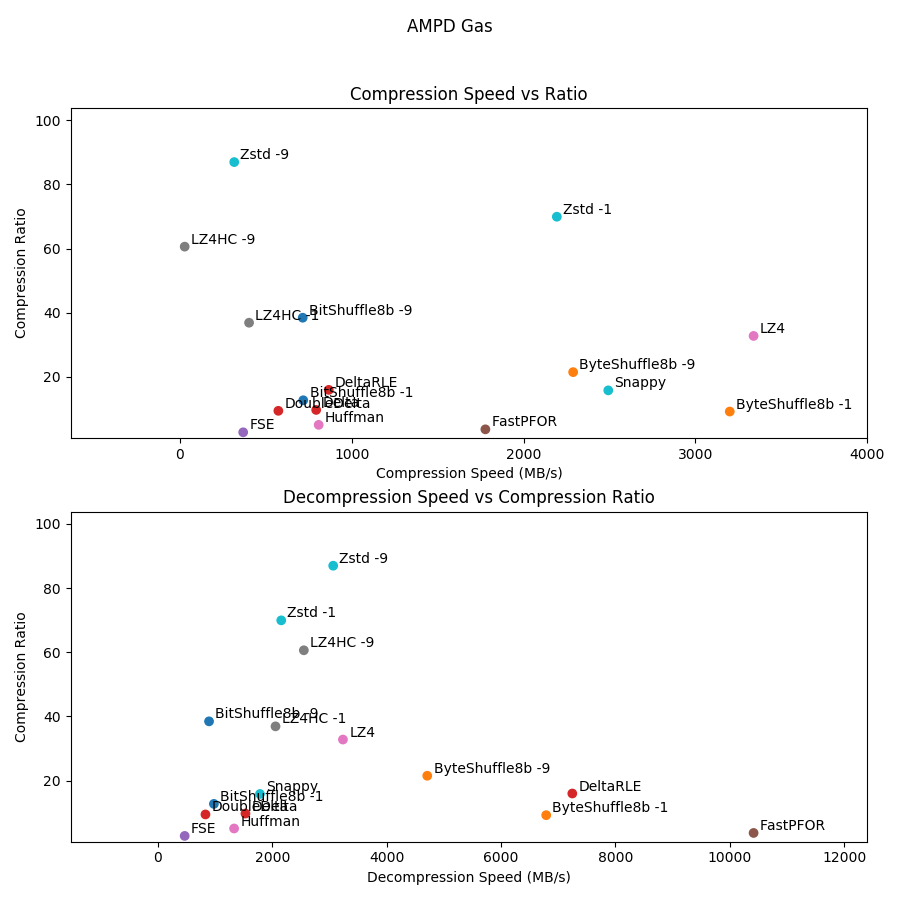 AMPD Gas
Compression Speed vs Ratio
100
80
60
40
20
Compression Ratio
Zstd -9
Zstd -1
LZ4HC -9
LZ4HC -1
BitShuffle8b -9
LZ4
ByteShuffle8b -9
DeltaRLE
Snappy
BitShuffle8b -1
DoubleDelta
Delta
ByteShuffle8b -1
Huffman
FSE
FastPFOR
0
1000
2000
3000
4000
Compression Speed (MB/s)
Decompression Speed vs Compression Ratio
100
80
60
40
20
Compression Ratio
Zstd -9
Zstd -1
LZ4HC -9
BitShuffle8b -9
LZ4HC -1
LZ4
ByteShuffle8b -9
Snappy
DeltaRLE
BitShuffle8b -1
DoubleDelta
Delta
ByteShuffle8b -1
Huffman
FSE
FastPFOR
0
2000
4000
6000
8000
10000
12000
Decompression Speed (MB/s)